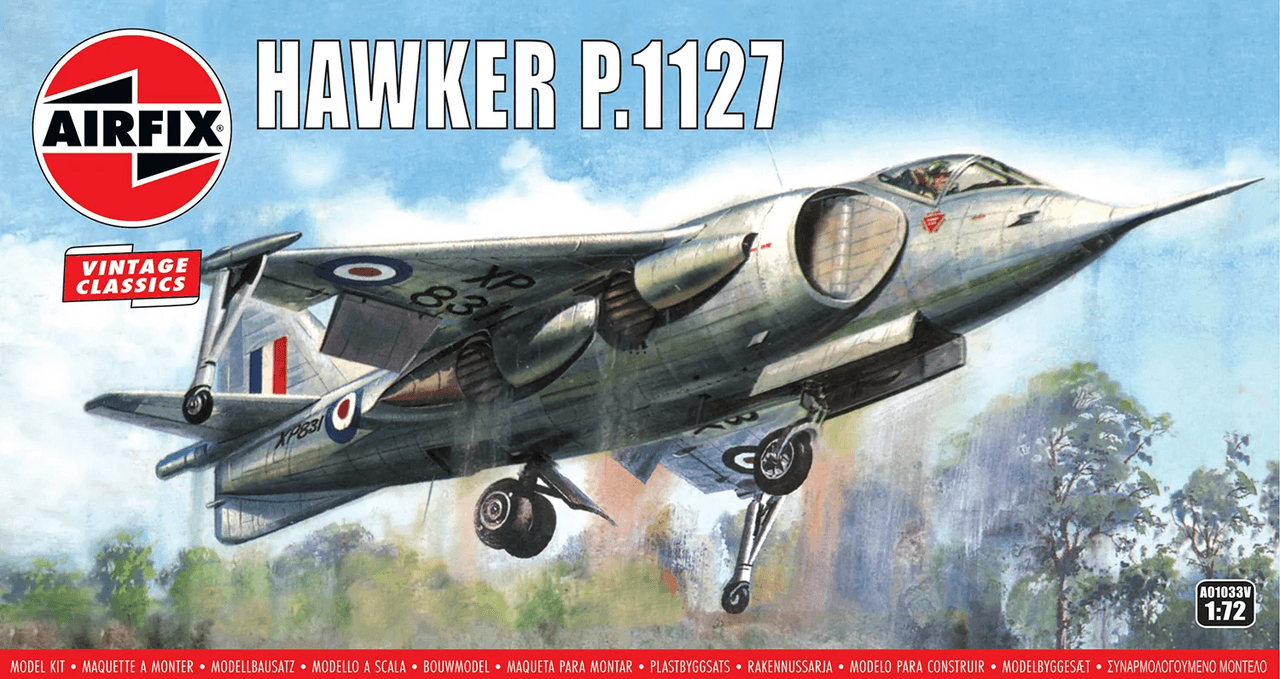 HAWKER P.1127
AIRFIX®
VINTAGE
CLASSICS
XP
831
XP831
A01033V
1:72
MODEL KIT • MAQUETTE A MONTER • MODELLBAUSATZ • MODELLO A SCALA • BOUWMODEL • MAQUETA PARA MONTAR • PLASTBYGGSATS • RAKENNUSSARJA • MODELO PARA CONSTRUIR • MODELBYGGESÆT • ΣΥΝΑΡΜΟΛΟΓΟΥΜΕΝΟ ΜΟΝΤΕΛΟ